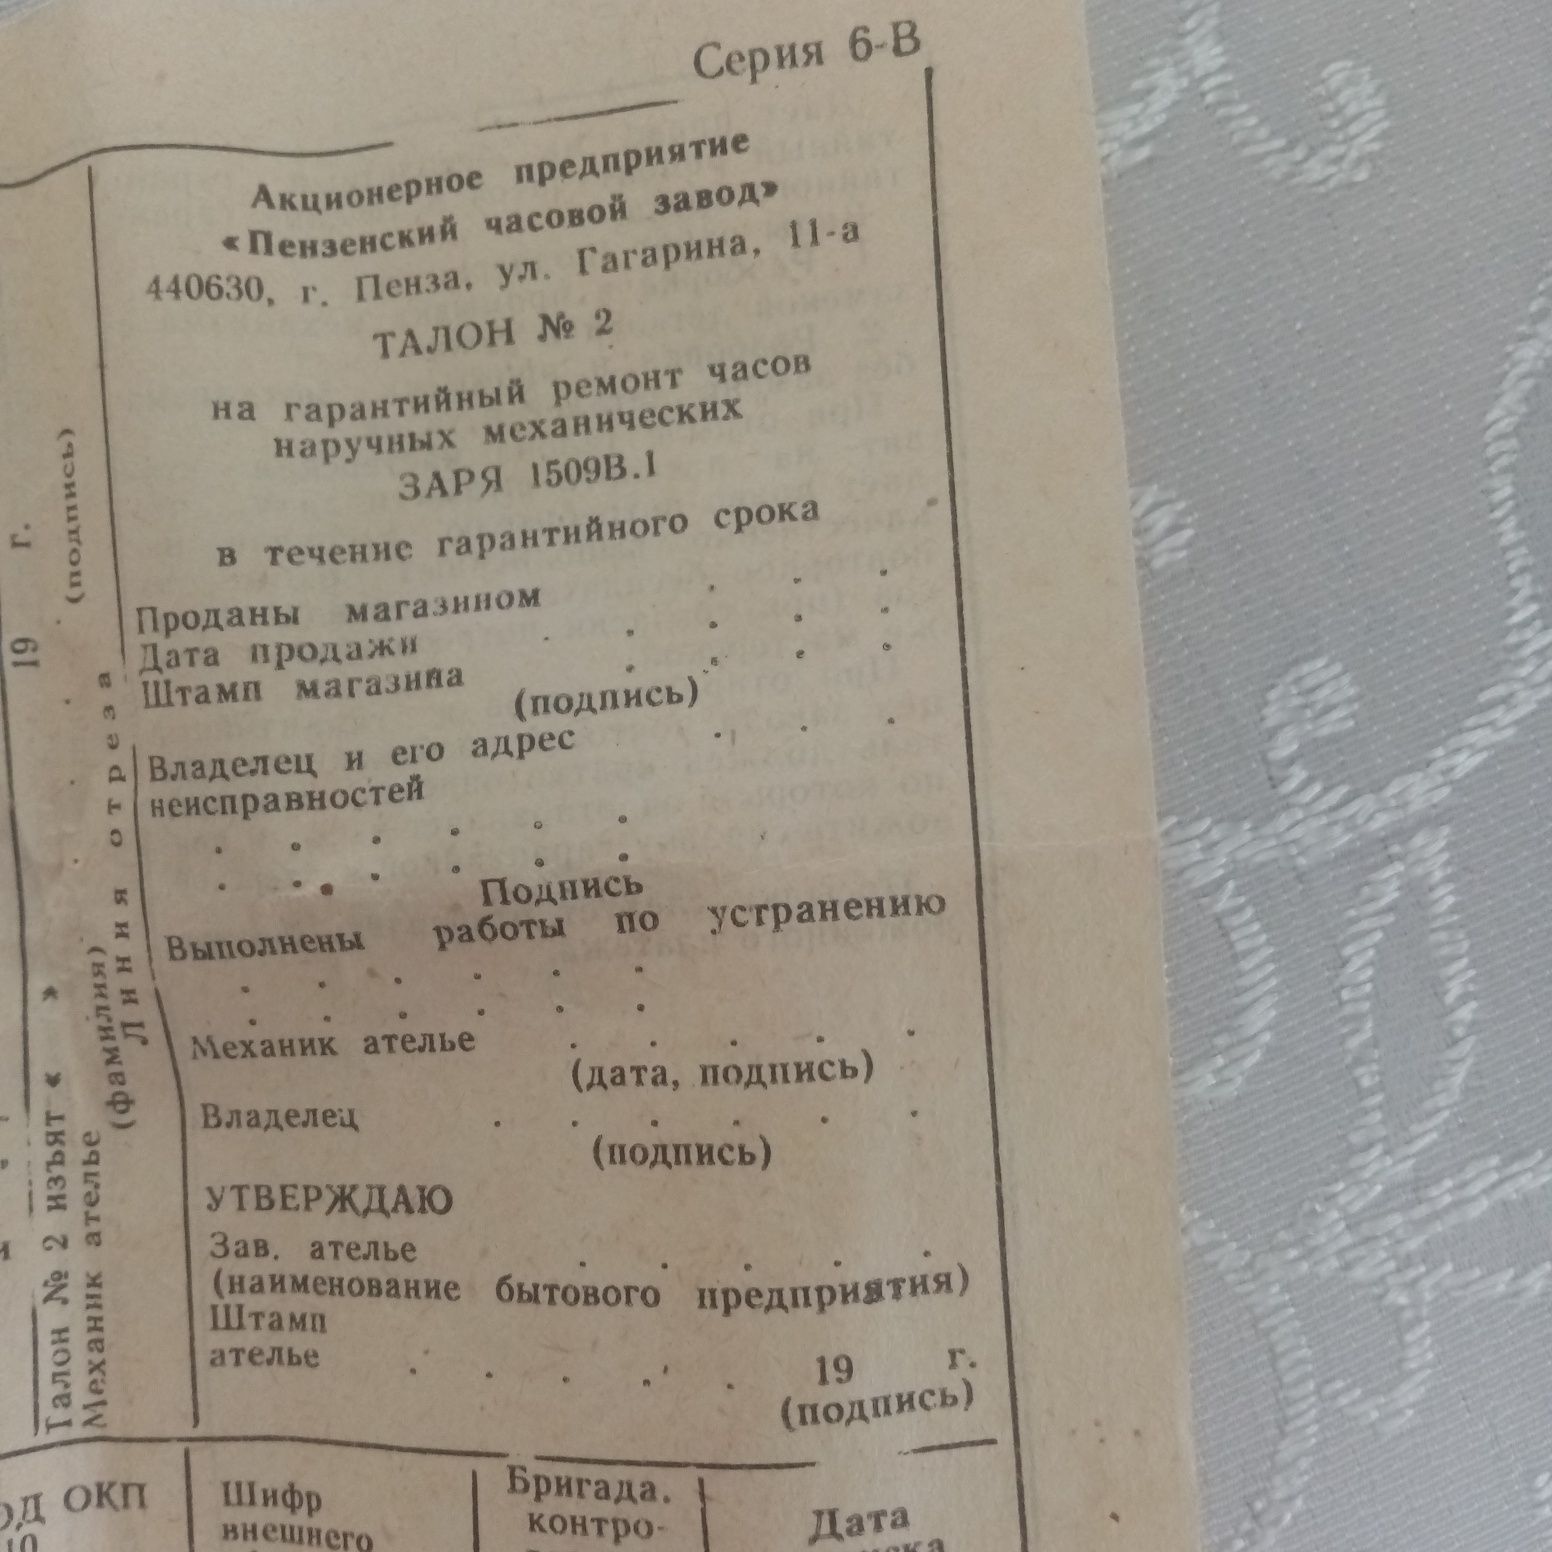 Серия 6-В
Акционерное предприятие
«Пензенский часовой завод»
440630, г. Пенза, ул. Гагарина, 11-а
ТАЛОН № 2
на гарантийный ремонт часов
наручных механических
ЗАРЯ 1509В.1
в течение гарантийного срока
Проданы магазином . . .
Дата продажи . . . . .
Штамп магазина . . . .
(подпись)
Владелец и его адрес . . .
неисправностей
. . . . . .
. . . . . .
Подпись
Выполнены работы по устранению
. . . . . .
. . . . . .
Механик ателье . . . . .
(дата, подпись)
Владелец . . . . . .
(подпись)
УТВЕРЖДАЮ
Зав. ателье . . . . .
(наименование бытового предприятия)
Штамп
ателье . . . . . 19 г.
(подпись)
Линия отреза
Талон № 2 изъят « » 19 г.
Механик ателье
(фамилия) (подпись)
ОКП
Шифр
внешнего
Бригада.
контро-
Дата